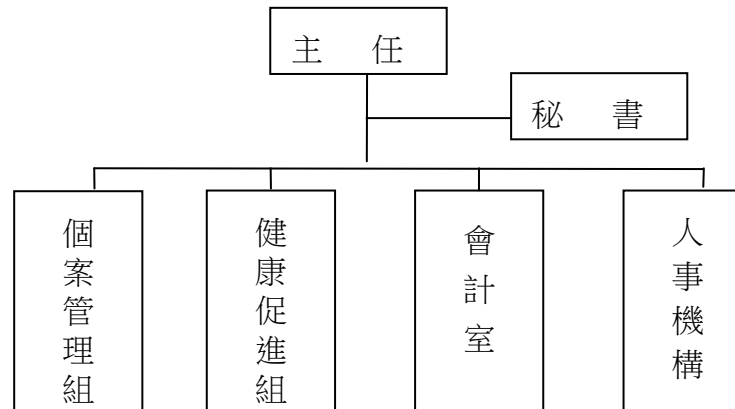 主 任
秘 書
個案管理組
健康促進組
會計室
人事機構